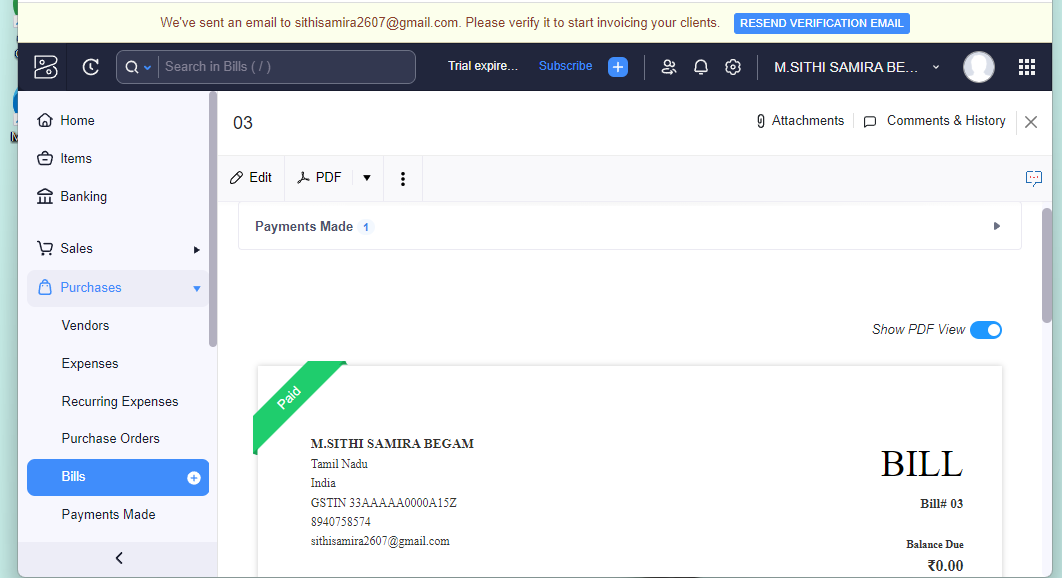 We've sent an email to sithisamira2607@gmail.com. Please verify it to start invoicing your clients. RESEND VERIFICATION EMAIL
Search in Bills ( / ) Trial expire... Subscribe M.SITHI SAMIRA BE...
Home
Items
Banking
Sales
Purchases
Vendors
Expenses
Recurring Expenses
Purchase Orders
Bills
Payments Made
03 Attachments Comments & History
Edit PDF
Payments Made 1
Show PDF View
Paid
M.SITHI SAMIRA BEGAM
Tamil Nadu
India
GSTIN 33AAAAA0000A15Z
8940758574
sithisamira2607@gmail.com
BILL
Bill# 03
Balance Due
₹0.00